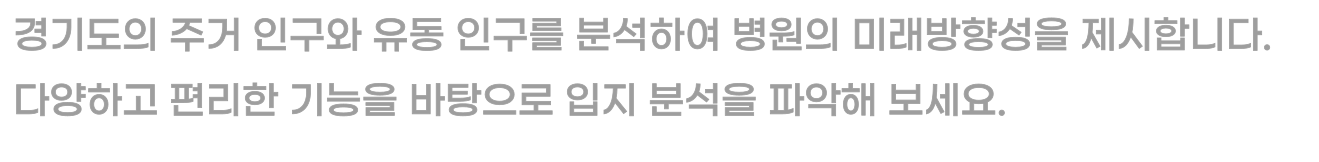 경기도의 주거 인구와 유동 인구를 분석하여 병원의 미래방향성을 제시합니다.
다양하고 편리한 기능을 바탕으로 입지 분석을 파악해 보세요.